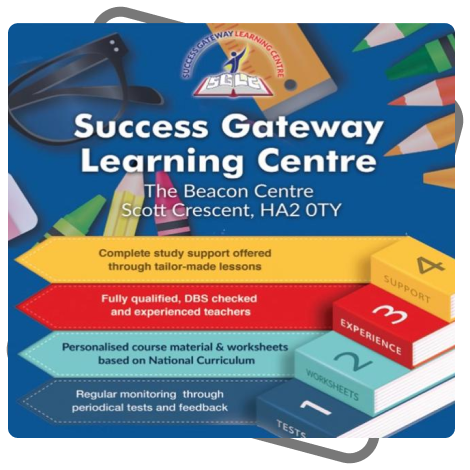 SUCCESS GATEWAY LEARNING CENTRE
SGLC
Success Gateway
Learning Centre
The Beacon Centre
Scott Crescent, HA2 0TY
Complete study support offered
through tailor-made lessons
4
SUPPORT
Fully qualified, DBS checked
and experienced teachers
3
EXPERIENCE
Personalised course material & worksheets
based on National Curriculum
2
WORKSHEETS
Regular monitoring through
periodical tests and feedback
1
TESTS